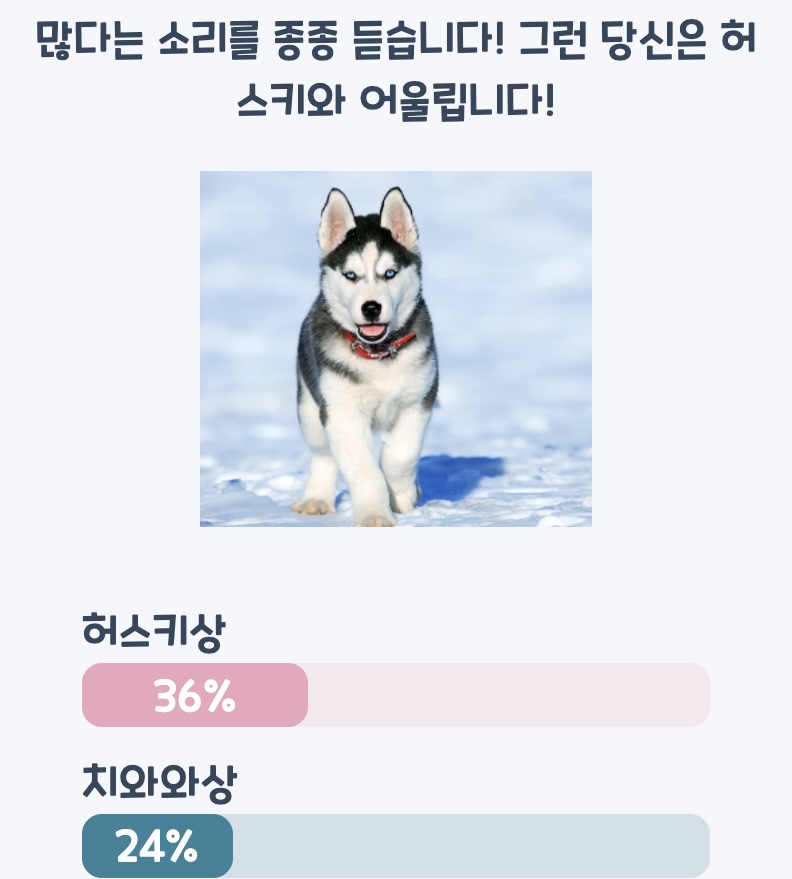 많다는 소리를 종종 듣습니다! 그런 당신은 허
스키와 어울립니다!
허스키상
36%
치와와상
24%